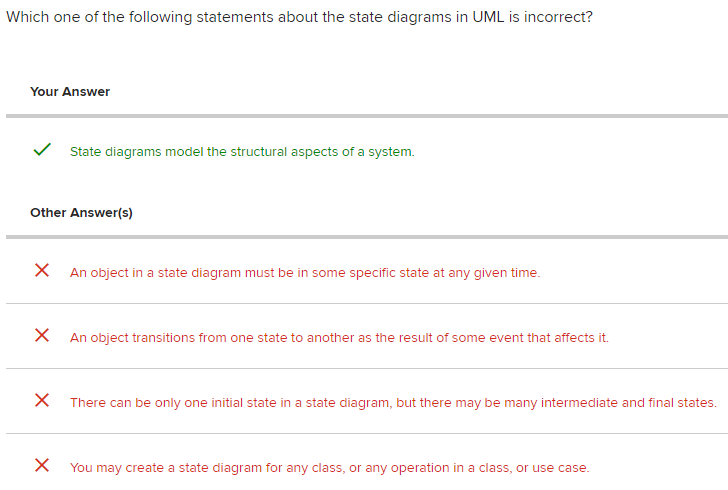 Which one of the following statements about the state diagrams in UML is incorrect?
Your Answer
State diagrams model the structural aspects of a system.
Other Answer(s)
An object in a state diagram must be in some specific state at any given time.
An object transitions from one state to another as the result of some event that affects it.
There can be only one initial state in a state diagram, but there may be many intermediate and final states.
You may create a state diagram for any class, or any operation in a class, or use case.